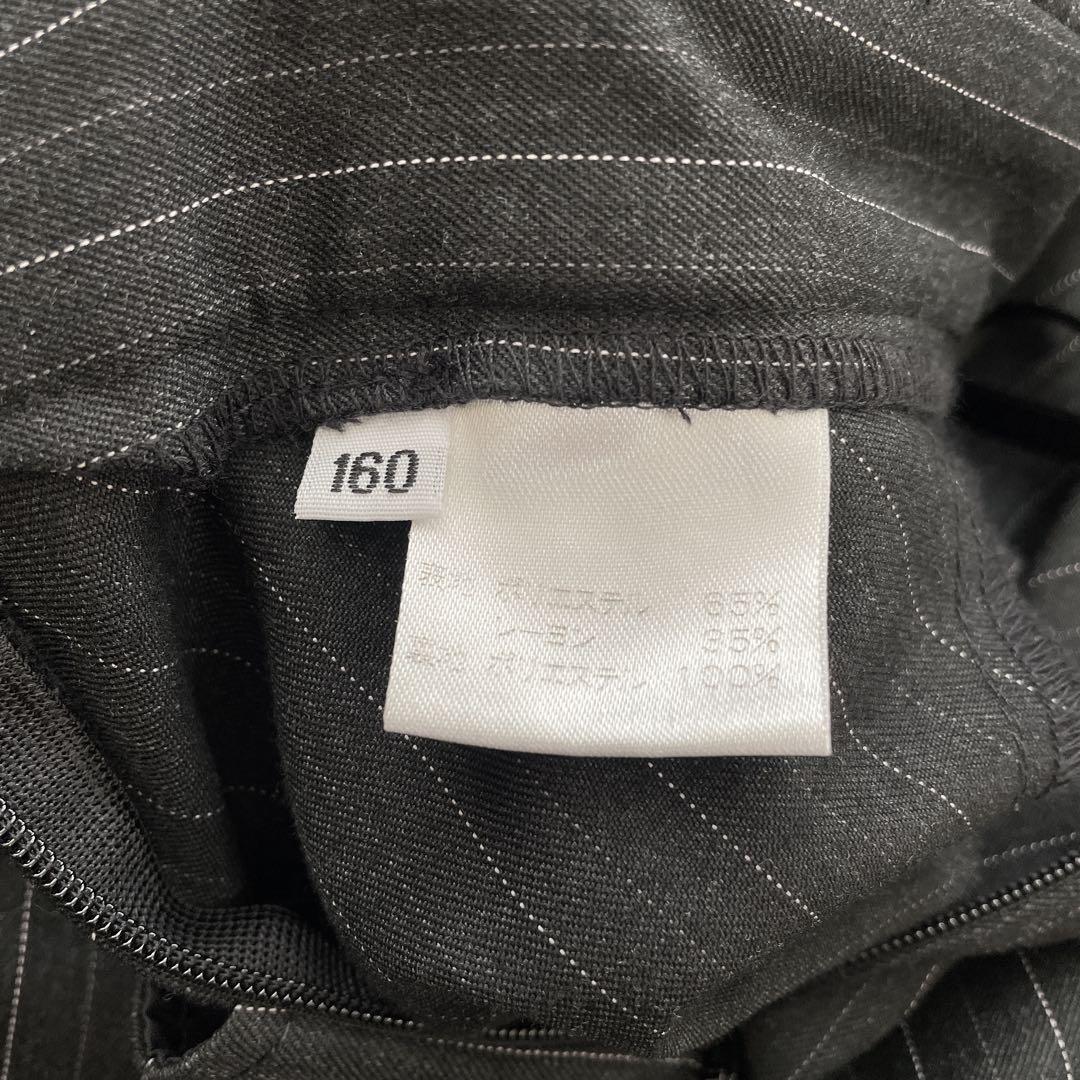 160
表地 ポリエステル 65%
レーヨン 35%
裏地 ポリエステル 100%